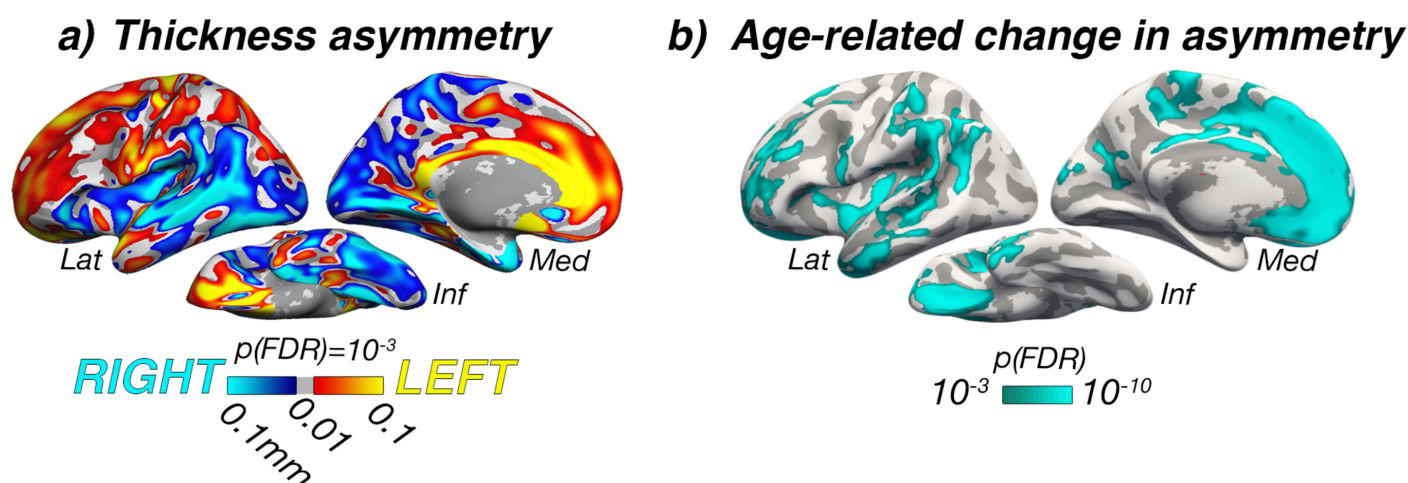 a) Thickness asymmetry
Lat
Med
Inf
p(FDR)=10⁻³
RIGHT
LEFT
0.1mm
0.01
0.1
b) Age-related change in asymmetry
Lat
Med
Inf
p(FDR)
10⁻³
10⁻¹⁰